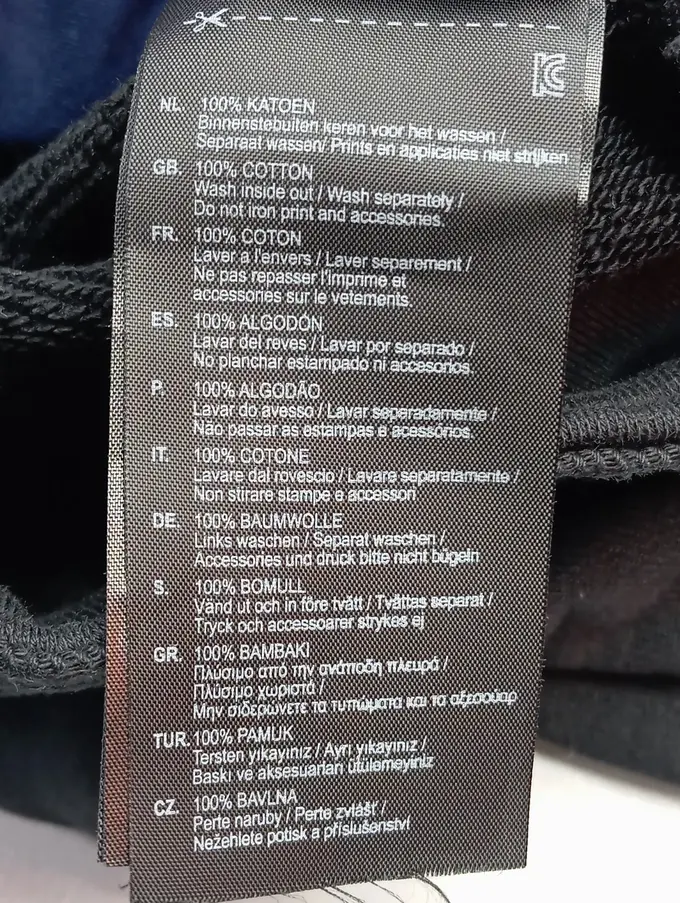 NL. 100% KATOEN
Binnenstebuiten keren voor het wassen /
Separaat wassen/ Prints en applicaties niet strijken
GB. 100% COTTON
Wash inside out / Wash separately /
Do not iron print and accessories.
FR. 100% COTON
Laver a l'envers / Laver separement /
Ne pas repasser l'imprime et
accessories sur le vetements.
ES. 100% ALGODÓN
Lavar del reves / Lavar por separado /
No planchar estampado ni accesorios.
P. 100% ALGODÃO
Lavar do avesso / Lavar separadamente /
Não passar as estampas e acessórios.
IT. 100% COTONE
Lavare dal rovescio / Lavare separatamente /
Non stirare stampe e accessori
DE. 100% BAUMWOLLE
Links waschen / Separat waschen /
Accessories und druck bitte nicht bügeln
S. 100% BOMULL
Vänd ut och in före tvätt / Tvättas separat /
Tryck och accessoarer strykes ej
GR. 100% BAMBAKI
Πλύσιμο από την ανάποδη πλευρά /
Πλύσιμο χωριστά /
Μην σιδερώνετε τα τυπώματα και τα αξεσουάρ
TUR. 100% PAMUK
Tersten yıkayınız / Ayrı yıkayınız /
Baskı ve aksesuarları ütülemeyiniz
CZ. 100% BAVLNA
Perte naruby / Perte zvlášť /
Nežehlete potisk a příslušenství